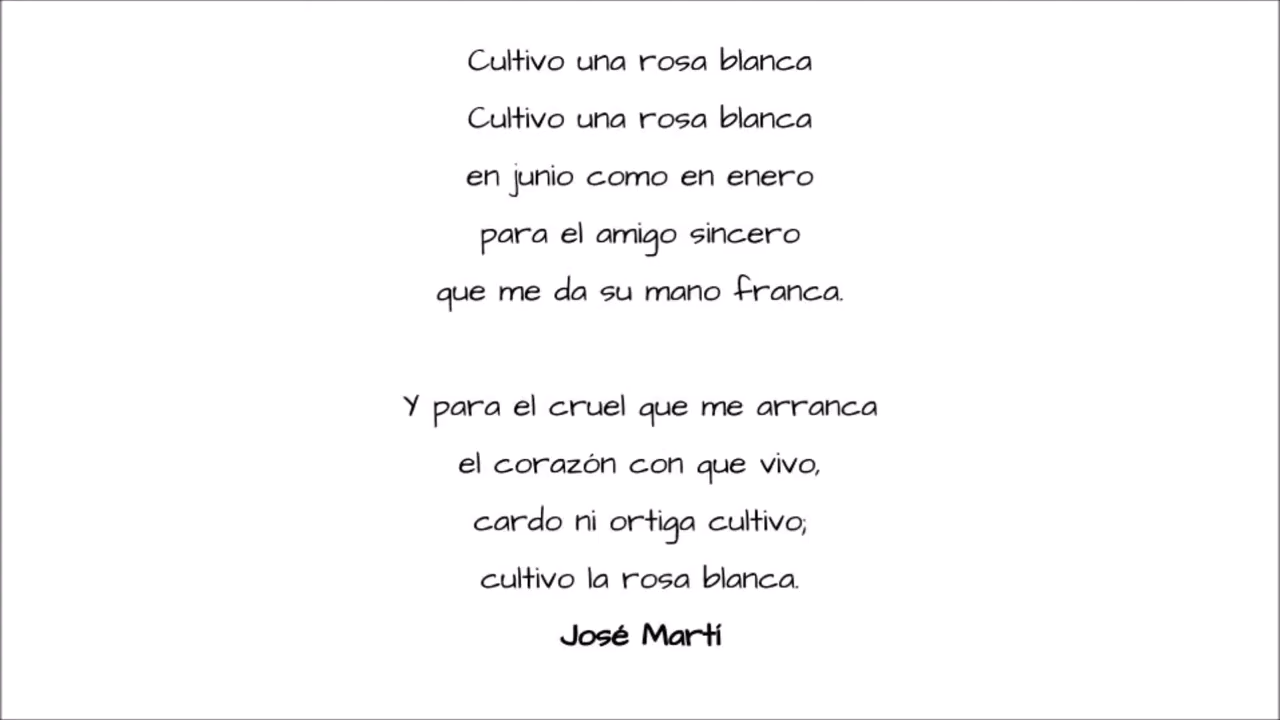 Cultivo una rosa blanca
Cultivo una rosa blanca
en junio como en enero
para el amigo sincero
que me da su mano franca.
Y para el cruel que me arranca
el corazón con que vivo,
cardo ni ortiga cultivo;
cultivo la rosa blanca.
José Martí